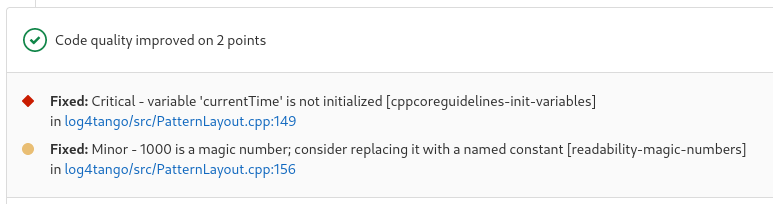 Code quality improved on 2 points
Fixed: Critical - variable 'currentTime' is not initialized [cppcoreguidelines-init-variables]
in log4tango/src/PatternLayout.cpp:149
Fixed: Minor - 1000 is a magic number; consider replacing it with a named constant [readability-magic-numbers]
in log4tango/src/PatternLayout.cpp:156